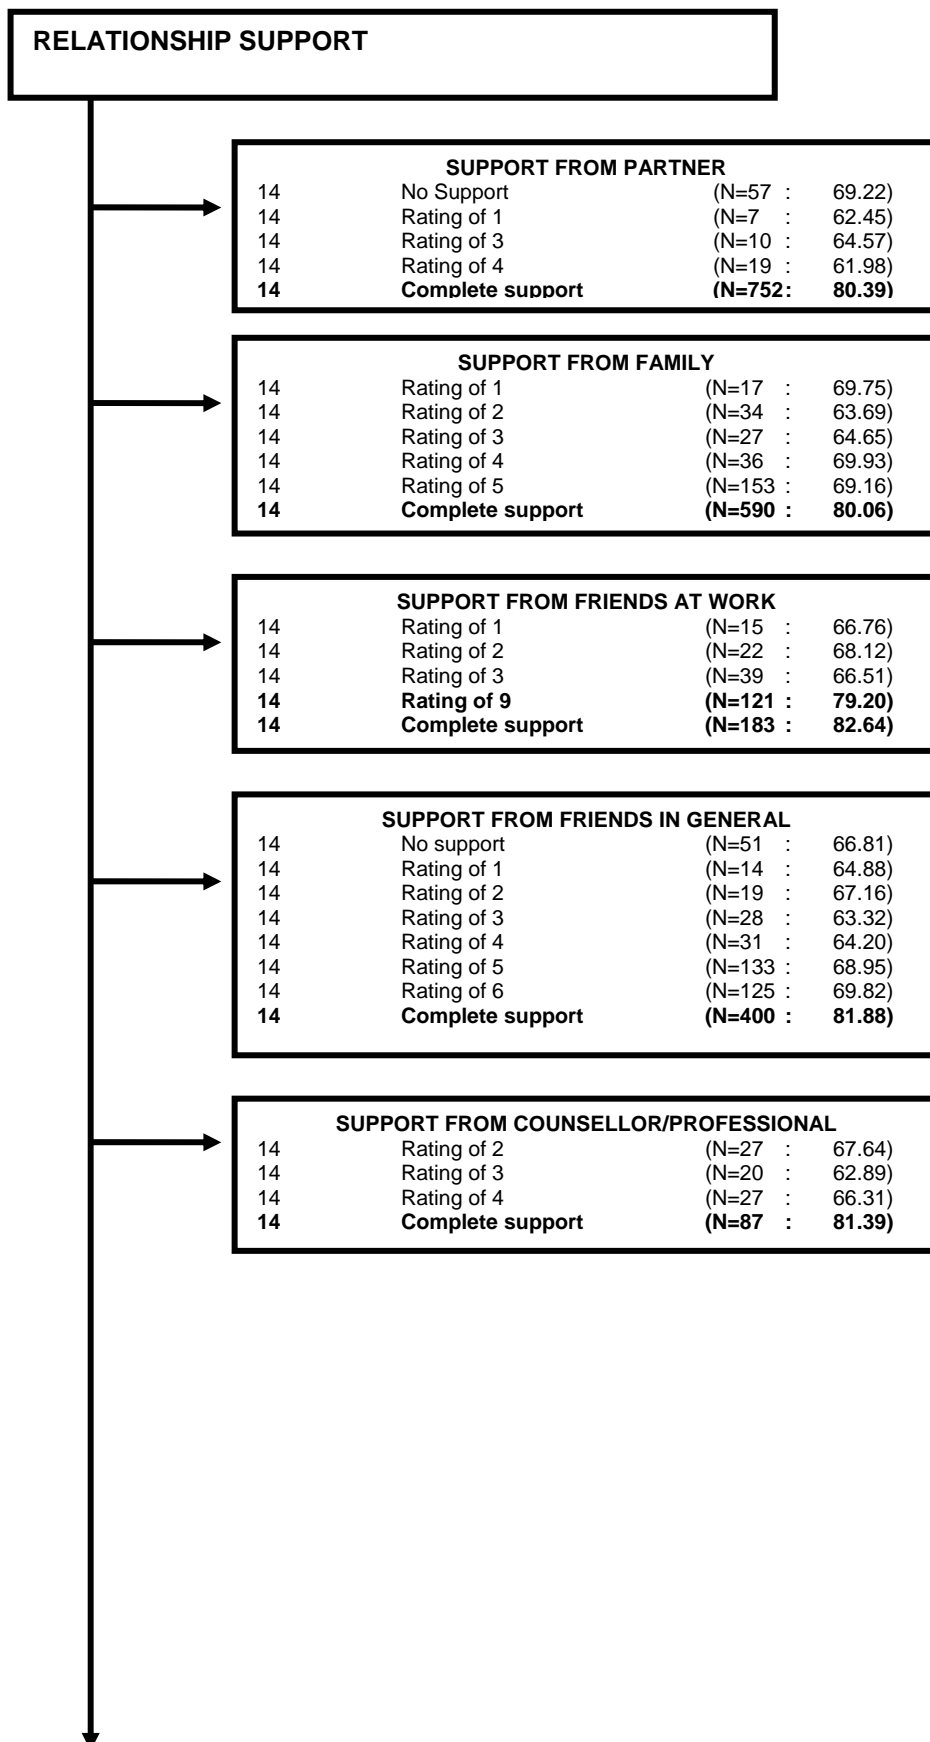 RELATIONSHIP SUPPORT
SUPPORT FROM PARTNER
14 No Support (N=57 : 69.22)
14 Rating of 1 (N=7 : 62.45)
14 Rating of 3 (N=10 : 64.57)
14 Rating of 4 (N=19 : 61.98)
14 Complete support (N=752: 80.39)
SUPPORT FROM FAMILY
14 Rating of 1 (N=17 : 69.75)
14 Rating of 2 (N=34 : 63.69)
14 Rating of 3 (N=27 : 64.65)
14 Rating of 4 (N=36 : 69.93)
14 Rating of 5 (N=153 : 69.16)
14 Complete support (N=590 : 80.06)
SUPPORT FROM FRIENDS AT WORK
14 Rating of 1 (N=15 : 66.76)
14 Rating of 2 (N=22 : 68.12)
14 Rating of 3 (N=39 : 66.51)
14 Rating of 9 (N=121 : 79.20)
14 Complete support (N=183 : 82.64)
SUPPORT FROM FRIENDS IN GENERAL
14 No support (N=51 : 66.81)
14 Rating of 1 (N=14 : 64.88)
14 Rating of 2 (N=19 : 67.16)
14 Rating of 3 (N=28 : 63.32)
14 Rating of 4 (N=31 : 64.20)
14 Rating of 5 (N=133 : 68.95)
14 Rating of 6 (N=125 : 69.82)
14 Complete support (N=400 : 81.88)
SUPPORT FROM COUNSELLOR/PROFESSIONAL
14 Rating of 2 (N=27 : 67.64)
14 Rating of 3 (N=20 : 62.89)
14 Rating of 4 (N=27 : 66.31)
14 Complete support (N=87 : 81.39)